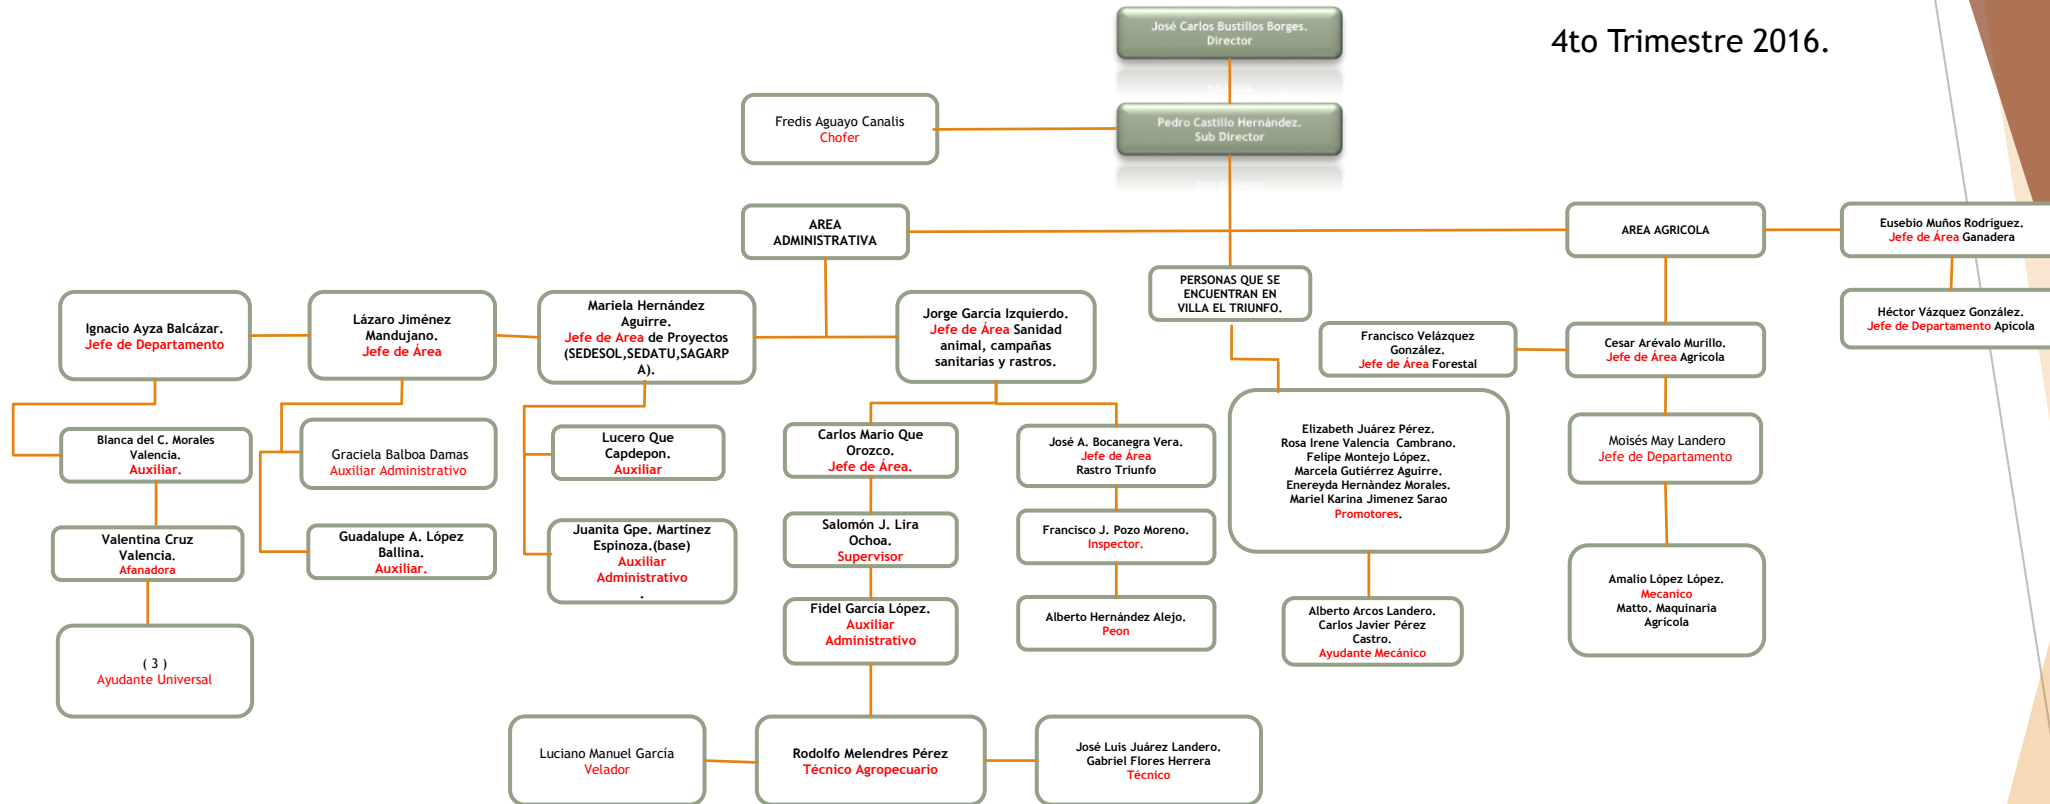 José Carlos Bustillos Borges.
Director
4to Trimestre 2016.
Fredis Aguayo Canalis
Chofer
Pedro Castillo Hernández.
Sub Director
AREA
ADMINISTRATIVA
AREA AGRICOLA
Eusebio Muños Rodríguez.
Jefe de Área Ganadera
PERSONAS QUE SE
ENCUENTRAN EN
VILLA EL TRIUNFO.
Héctor Vázquez González.
Jefe de Departamento Apícola
Ignacio Ayza Balcázar.
Jefe de Departamento
Lázaro Jiménez
Mandujano.
Jefe de Área
Mariela Hernández
Aguirre.
Jefe de Area de Proyectos
(SEDESOL,SEDATU,SAGARP
A).
Jorge García Izquierdo.
Jefe de Área Sanidad
animal, campañas
sanitarias y rastros.
Francisco Velázquez
González.
Jefe de Área Forestal
Cesar Arévalo Murillo.
Jefe de Área Agrícola
Blanca del C. Morales
Valencia.
Auxiliar.
Graciela Balboa Damas
Auxiliar Administrativo
Lucero Que
Capdepon.
Auxiliar
Carlos Mario Que
Orozco.
Jefe de Área.
José A. Bocanegra Vera.
Jefe de Área
Rastro Triunfo
Elizabeth Juárez Pérez.
Rosa Irene Valencia Cambrano.
Felipe Montejo López.
Marcela Gutiérrez Aguirre.
Enereyda Hernàndez Morales.
Mariel Karina Jimenez Sarao
Promotores.
Moisés May Landero
Jefe de Departamento
Valentina Cruz
Valencia.
Afanadora
Guadalupe A. López
Ballina.
Auxiliar.
Juanita Gpe. Martínez
Espinoza.(base)
Auxiliar
Administrativo
.
Salomón J. Lira
Ochoa.
Supervisor
Francisco J. Pozo Moreno.
Inspector.
Amalio López López.
Mecanico
Matto. Maquinaria
Agrícola
( 3 )
Ayudante Universal
Fidel García López.
Auxiliar
Administrativo
Alberto Hernández Alejo.
Peon
Alberto Arcos Landero.
Carlos Javier Pérez
Castro.
Ayudante Mecánico
Luciano Manuel García
Velador
Rodolfo Melendres Pérez
Técnico Agropecuario
José Luis Juárez Landero.
Gabriel Flores Herrera
Técnico